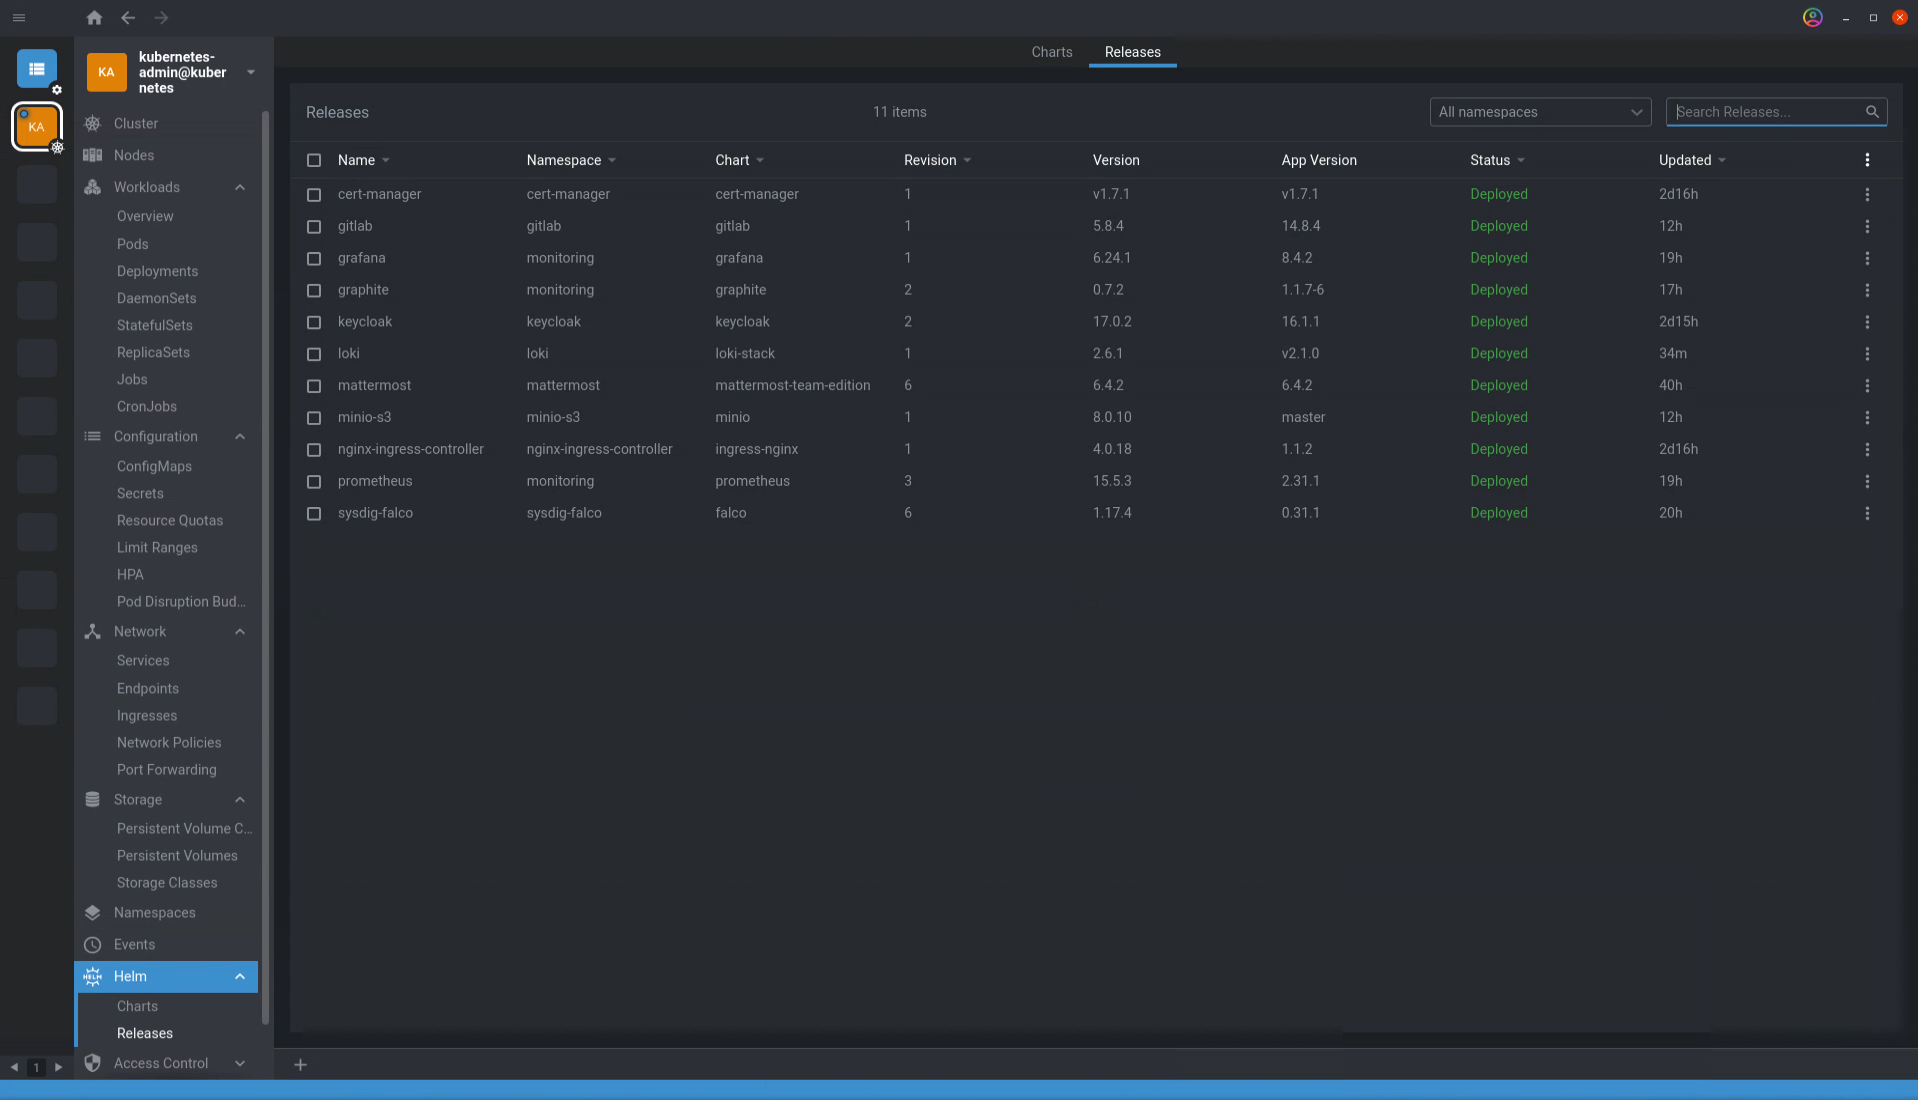 Charts Releases
KA
kubernetes-
admin@kuber
netes
KA
Cluster
Nodes
Workloads
Overview
Pods
Deployments
DaemonSets
StatefulSets
ReplicaSets
Jobs
CronJobs
Configuration
ConfigMaps
Secrets
Resource Quotas
Limit Ranges
HPA
Pod Disruption Bud...
Network
Services
Endpoints
Ingresses
Network Policies
Port Forwarding
Storage
Persistent Volume C...
Persistent Volumes
Storage Classes
Namespaces
Events
HELM Helm
Charts
Releases
Access Control
1
Releases 11 items All namespaces Search Releases...
Name Namespace Chart Revision Version App Version Status Updated
cert-manager cert-manager cert-manager 1 v1.7.1 v1.7.1 Deployed 2d16h
gitlab gitlab gitlab 1 5.8.4 14.8.4 Deployed 12h
grafana monitoring grafana 1 6.24.1 8.4.2 Deployed 19h
graphite monitoring graphite 2 0.7.2 1.1.7-6 Deployed 17h
keycloak keycloak keycloak 2 17.0.2 16.1.1 Deployed 2d15h
loki loki loki-stack 1 2.6.1 v2.1.0 Deployed 34m
mattermost mattermost mattermost-team-edition 6 6.4.2 6.4.2 Deployed 40h
minio-s3 minio-s3 minio 1 8.0.10 master Deployed 12h
nginx-ingress-controller nginx-ingress-controller ingress-nginx 1 4.0.18 1.1.2 Deployed 2d16h
prometheus monitoring prometheus 3 15.5.3 2.31.1 Deployed 19h
sysdig-falco sysdig-falco falco 6 1.17.4 0.31.1 Deployed 20h